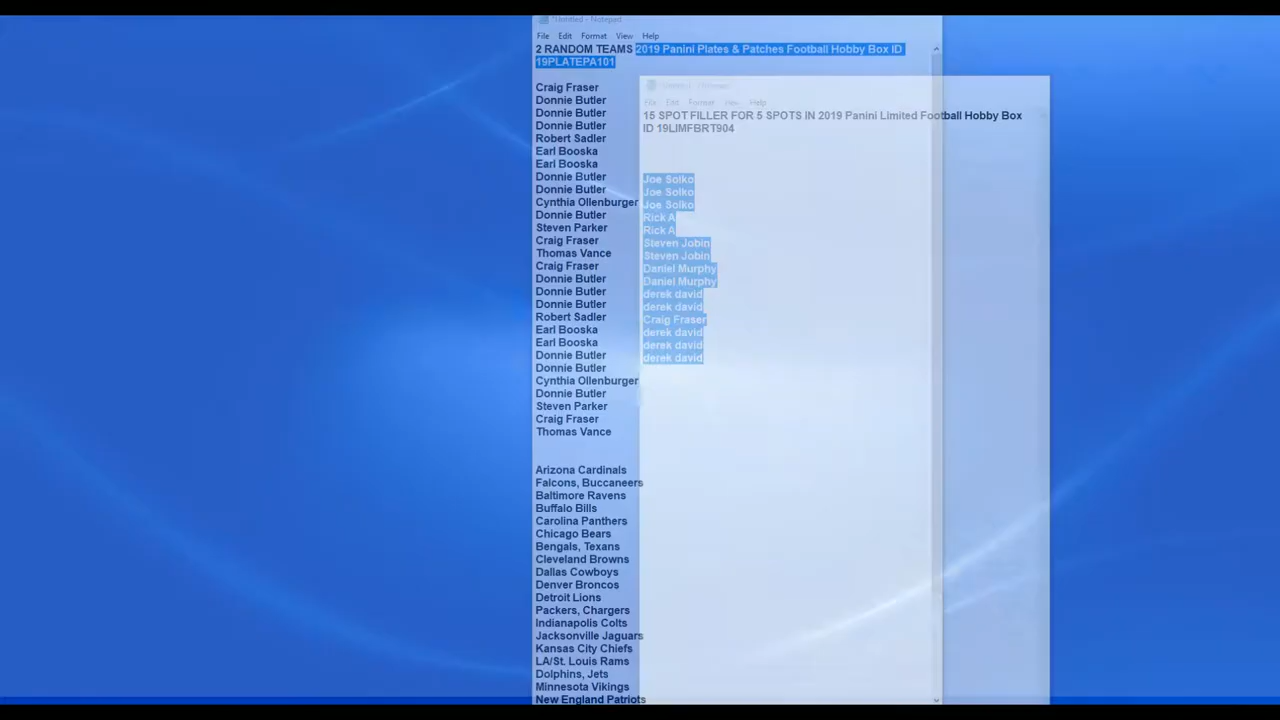 *Untitled - Notepad
File Edit Format View Help
2 RANDOM TEAMS 2019 Panini Plates & Patches Football Hobby Box ID
19PLATEPA101
Craig Fraser
Donnie Butler
Donnie Butler
Donnie Butler
Robert Sadler
Earl Booska
Earl Booska
Donnie Butler
Donnie Butler
Cynthia Ollenburger
Donnie Butler
Steven Parker
Craig Fraser
Thomas Vance
Craig Fraser
Donnie Butler
Donnie Butler
Donnie Butler
Robert Sadler
Earl Booska
Earl Booska
Donnie Butler
Donnie Butler
Cynthia Ollenburger
Donnie Butler
Steven Parker
Craig Fraser
Thomas Vance
Arizona Cardinals
Falcons, Buccaneers
Baltimore Ravens
Buffalo Bills
Carolina Panthers
Chicago Bears
Bengals, Texans
Cleveland Browns
Dallas Cowboys
Denver Broncos
Detroit Lions
Packers, Chargers
Indianapolis Colts
Jacksonville Jaguars
Kansas City Chiefs
LA/St. Louis Rams
Dolphins, Jets
Minnesota Vikings
New England Patriots
File Edit Format View Help
15 SPOT FILLER FOR 5 SPOTS IN 2019 Panini Limited Football Hobby Box
ID 19LIMFBRT904
Joe Solko
Joe Solko
Joe Solko
Rick A
Rick A
Steven Jobin
Steven Jobin
Daniel Murphy
Daniel Murphy
derek david
derek david
Craig Fraser
derek david
derek david
derek david